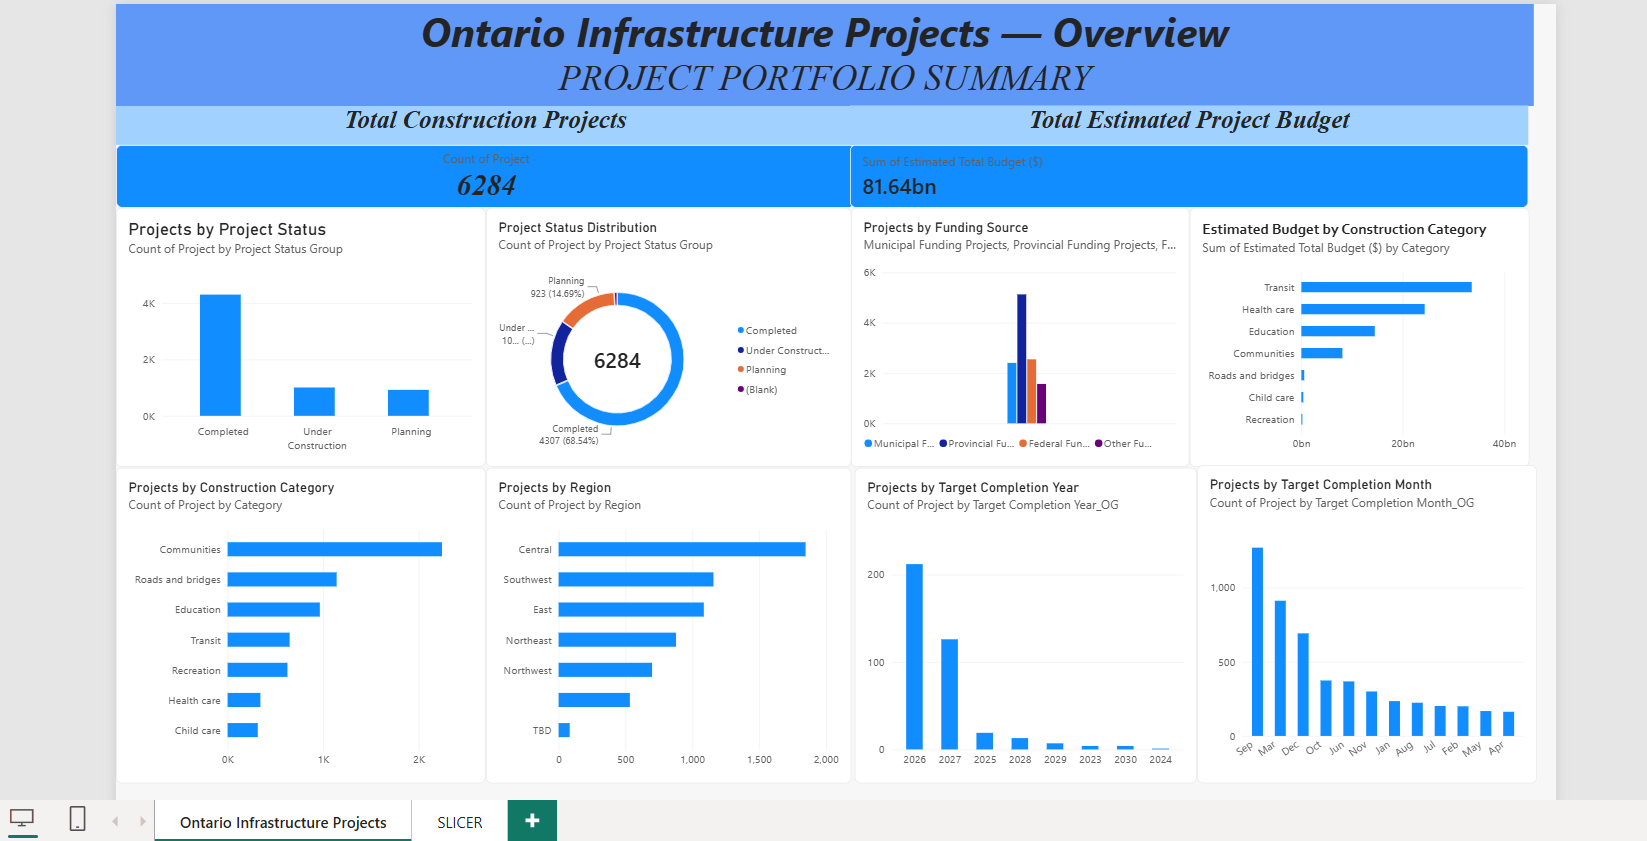 Ontario Infrastructure Projects — Overview
PROJECT PORTFOLIO SUMMARY
Total Construction Projects
Total Estimated Project Budget
Count of Project
6284
Sum of Estimated Total Budget ($)
81.64bn
Projects by Project Status
Count of Project by Project Status Group
4K
2K
0K
Completed
Under
Construction
Planning
Project Status Distribution
Count of Project by Project Status Group
Planning
923 (14.69%)
Under ...
10... (...)
6284
Completed
4307 (68.54%)
Completed
Under Construct...
Planning
(Blank)
Projects by Funding Source
Municipal Funding Projects, Provincial Funding Projects, F...
6K
4K
2K
0K
Municipal F...
Provincial Fu...
Federal Fun...
Other Fu...
Estimated Budget by Construction Category
Sum of Estimated Total Budget ($) by Category
Transit
Health care
Education
Communities
Roads and bridges
Child care
Recreation
0bn
20bn
40bn
Projects by Construction Category
Count of Project by Category
Communities
Roads and bridges
Education
Transit
Recreation
Health care
Child care
0K
1K
2K
Projects by Region
Count of Project by Region
Central
Southwest
East
Northeast
Northwest
TBD
0
500
1,000
1,500
2,000
Projects by Target Completion Year
Count of Project by Target Completion Year_OG
200
100
0
2026
2027
2025
2028
2029
2023
2030
2024
Projects by Target Completion Month
Count of Project by Target Completion Month_OG
1,000
500
0
Sep
Mar
Dec
Oct
Jun
Nov
Jan
Aug
Jul
Feb
May
Apr
Ontario Infrastructure Projects
SLICER